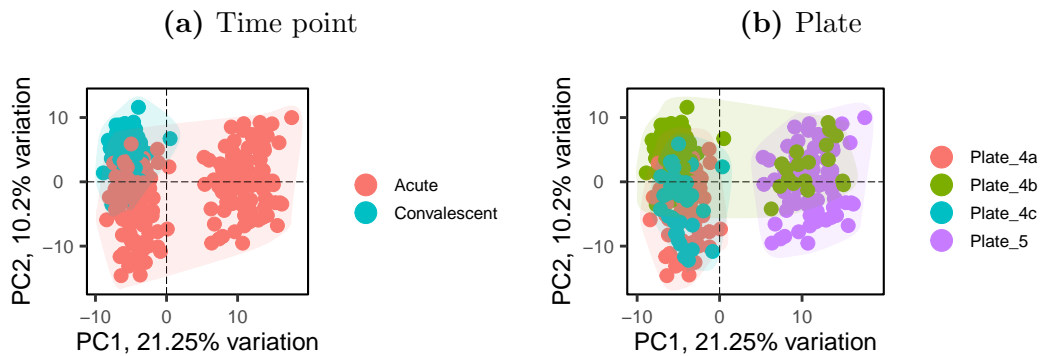 (a) Time point
PC2, 10.2% variation
10
0
−10
−10
0
10
PC1, 21.25% variation
Acute
Convalescent
(b) Plate
PC2, 10.2% variation
10
0
−10
−10
0
10
PC1, 21.25% variation
Plate_4a
Plate_4b
Plate_4c
Plate_5